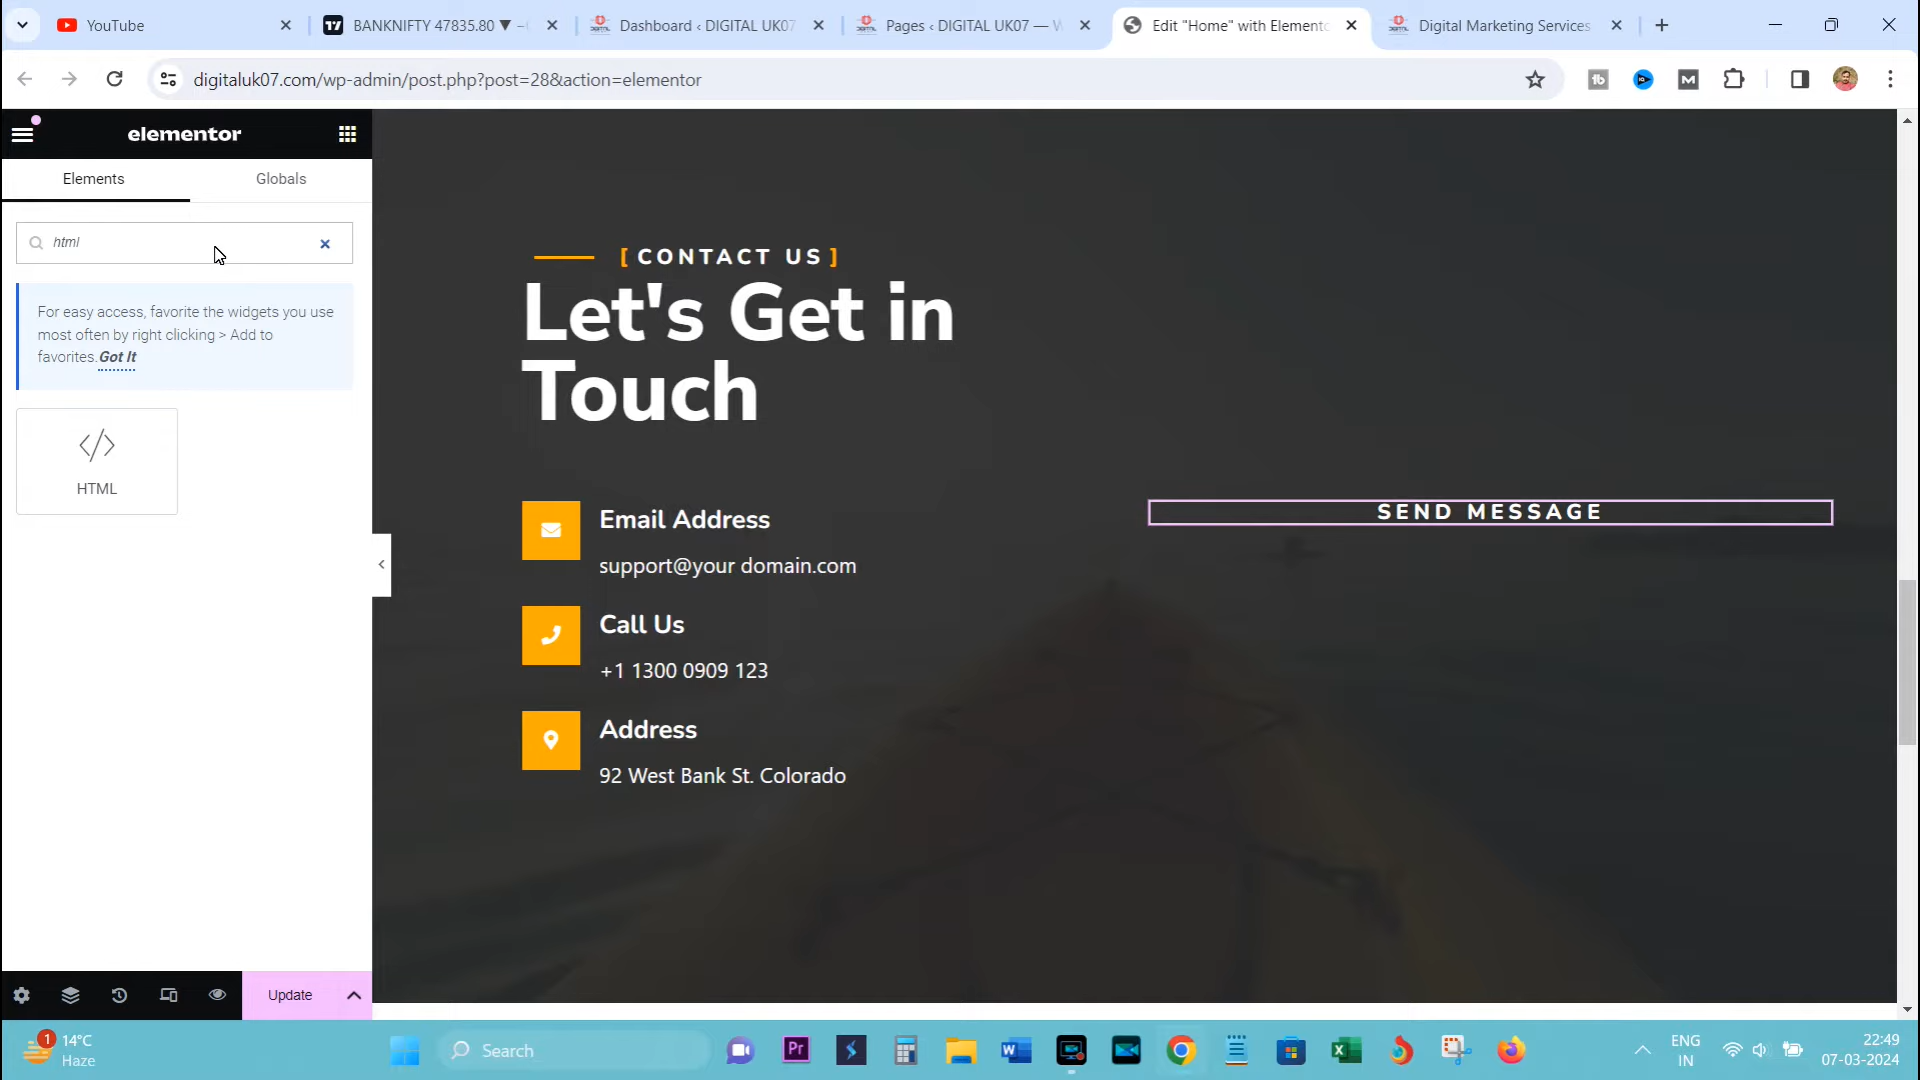 YouTube
BANKNIFTY 47835.80 ▼ –
Dashboard ‹ DIGITAL UK07
Pages ‹ DIGITAL UK07 — W
Edit "Home" with Elemento
Digital Marketing Services
digitaluk07.com/wp-admin/post.php?post=28&action=elementor
elementor
Elements
Globals
html
For easy access, favorite the widgets you use
most often by right clicking > Add to
favorites.Got It
HTML
[ CONTACT US ]
Let's Get in
Touch
Email Address
support@your domain.com
Call Us
+1 1300 0909 123
Address
92 West Bank St. Colorado
SEND MESSAGE
Update
1
14°C
Haze
Search
ENG
IN
22:49
07-03-2024